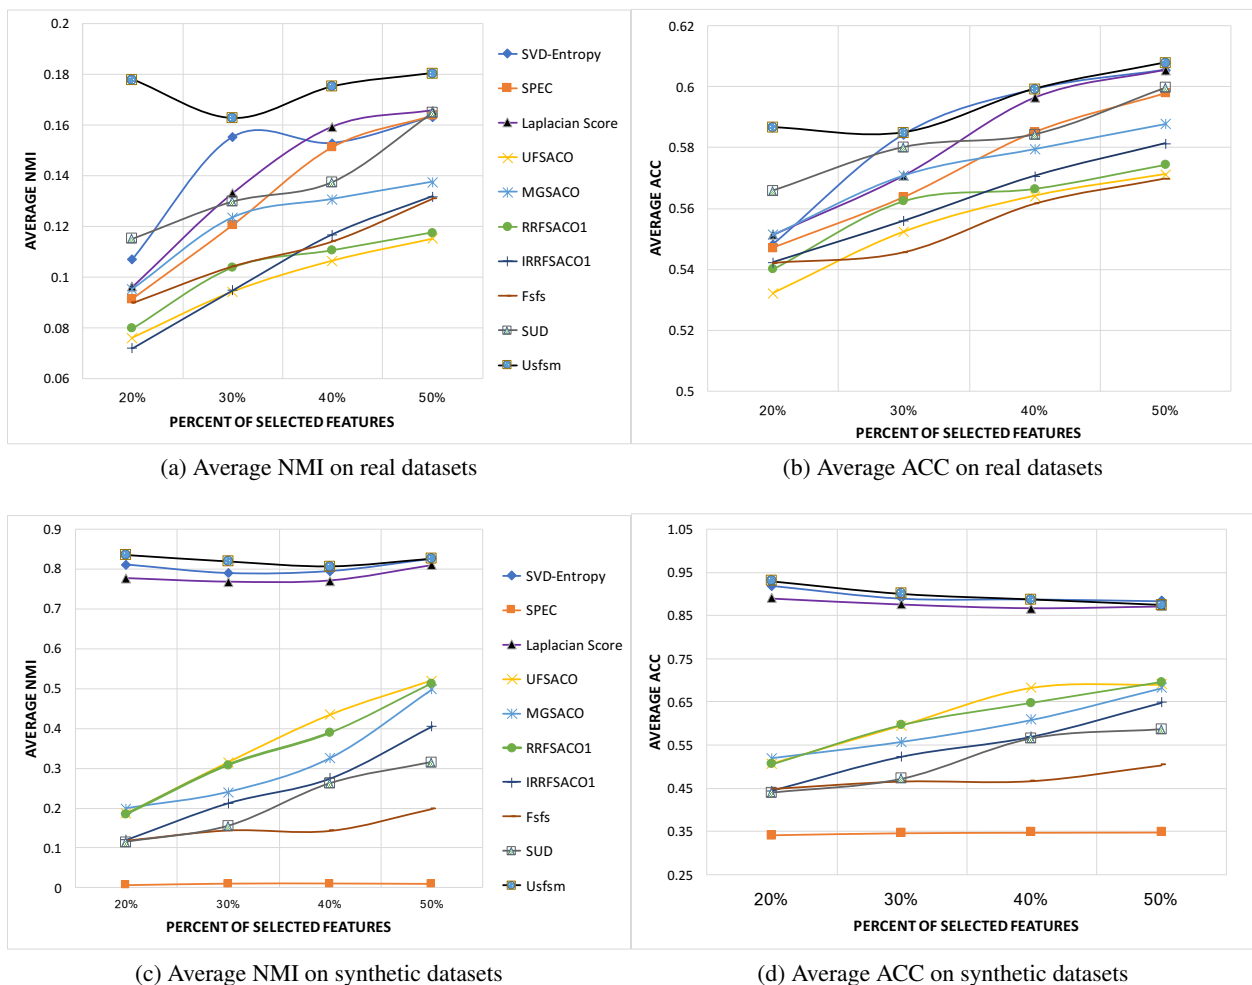 0.2
0.18
0.16
0.14
0.12
0.1
0.08
0.06
AVERAGE NMI
20% 30% 40% 50%
PERCENT OF SELECTED FEATURES
SVD-Entropy
SPEC
Laplacian Score
UFSACO
MGSACO
RRFSACO1
IRRFSACO1
Fsfs
SUD
Usfsm
(a) Average NMI on real datasets
0.62
0.6
0.58
0.56
0.54
0.52
0.5
AVERAGE ACC
20% 30% 40% 50%
PERCENT OF SELECTED FEATURES
(b) Average ACC on real datasets
0.9
0.8
0.7
0.6
0.5
0.4
0.3
0.2
0.1
0
AVERAGE NMI
20% 30% 40% 50%
PERCENT OF SELECTED FEATURES
SVD-Entropy
SPEC
Laplacian Score
UFSACO
MGSACO
RRFSACO1
IRRFSACO1
Fsfs
SUD
Usfsm
(c) Average NMI on synthetic datasets
1.05
0.95
0.85
0.75
0.65
0.55
0.45
0.35
0.25
AVERAGE ACC
20% 30% 40% 50%
PERCENT OF SELECTED FEATURES
(d) Average ACC on synthetic datasets